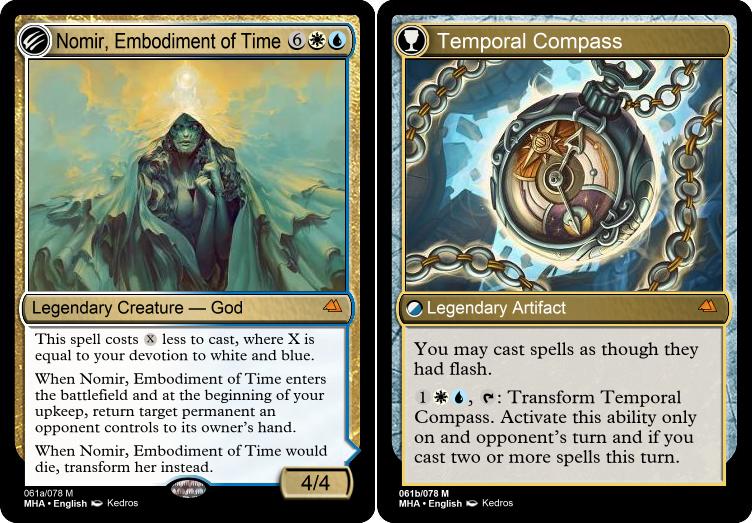 Nomir, Embodiment of Time 6
Legendary Creature — God
This spell costs X less to cast, where X is
equal to your devotion to white and blue.
When Nomir, Embodiment of Time enters
the battlefield and at the beginning of your
upkeep, return target permanent an
opponent controls to its owner's hand.
When Nomir, Embodiment of Time would
die, transform her instead.
4/4
061a/078 M
MHA • English Kedros
Temporal Compass
Legendary Artifact
You may cast spells as though they
had flash.
1 , : Transform Temporal
Compass. Activate this ability only
on and opponent's turn and if you
cast two or more spells this turn.
061b/078 M
MHA • English Kedros